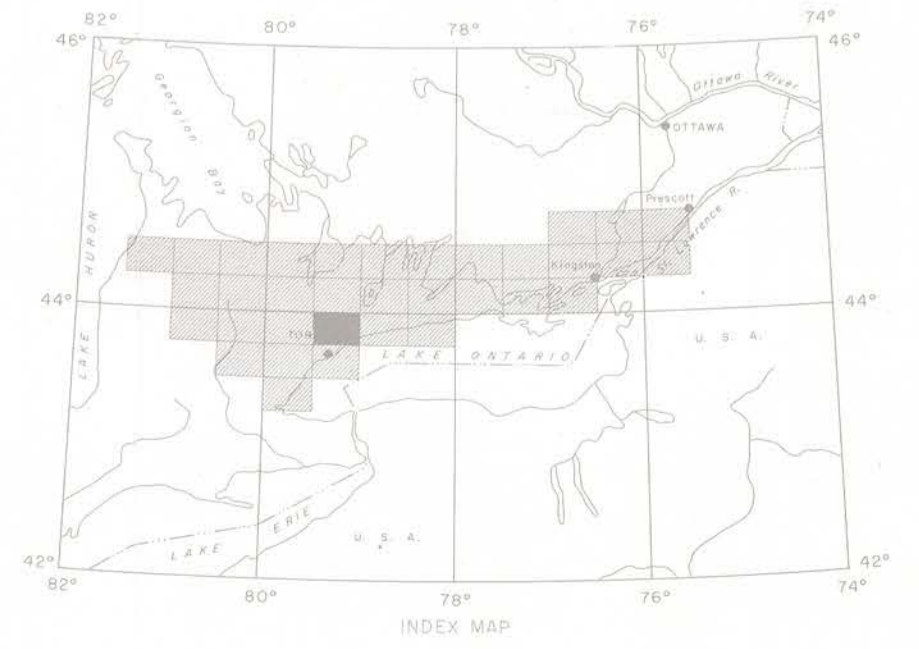 82° 80° 78° 76° 74°
46° 46°
Georgian Bay
Ottawa River
OTTAWA
Prescott
St. Lawrence R.
LAKE HURON
Kingston
44° 44°
U. S. A.
LAKE ONTARIO
LAKE ERIE
U. S. A.
42° 42°
82° 80° 78° 76° 74°
INDEX MAP